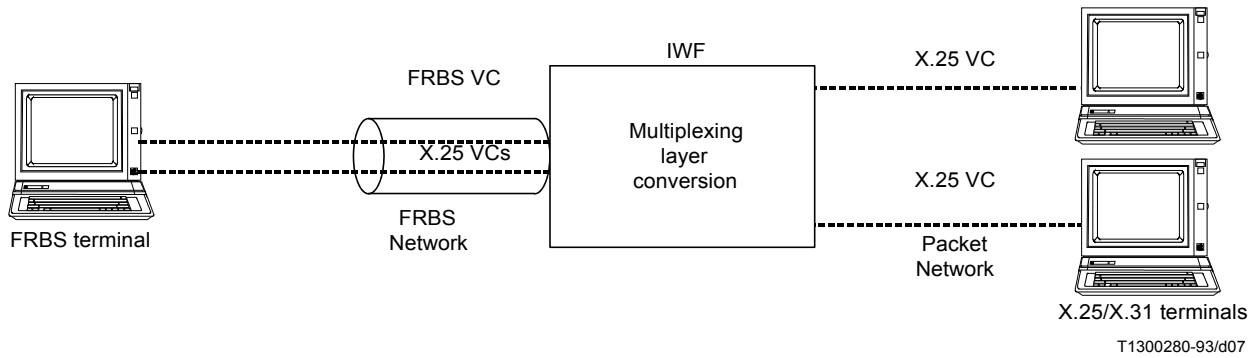 IWF
X.25 VC
FRBS VC
Multiplexing
layer
conversion
X.25 VCs
X.25 VC
FRBS
Network
FRBS terminal
Packet
Network
X.25/X.31 terminals
T1300280-93/d07